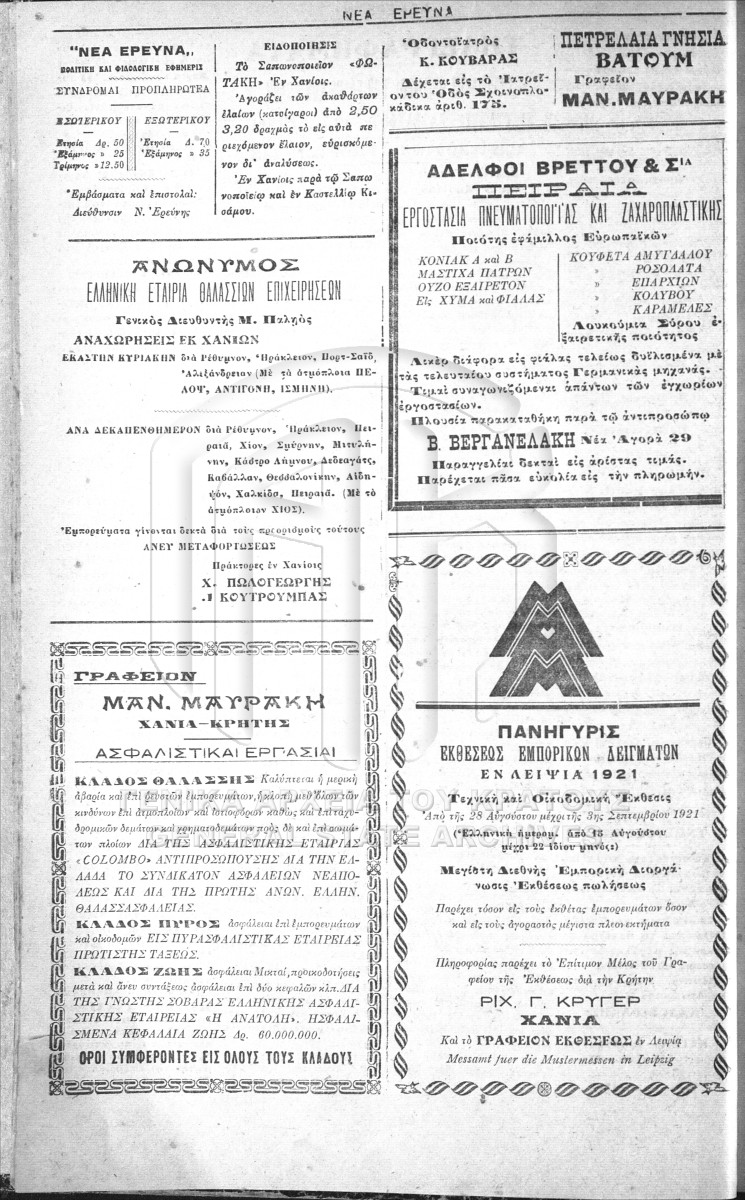 ΝΕΑ ΕΡΕΥΝΑ
"ΝΕΑ ΕΡΕΥΝΑ,,
ΠΟΛΙΤΙΚΗ ΚΑΙ ΦΙΛΟΛΟΓΙΚΗ ΕΦΗΜΕΡΙΣ
ΣΥΝΔΡΟΜΑΙ ΠΡΟΠΛΗΡΩΤΕΑ
ΕΣΩΤΕΡΙΚΟΥ
Ετησία Δρ. 50
Ἑξάμηνος » 25
Τρίμηνος » 12.50
ΕΞΩΤΕΡΙΚΟΥ
Ἐτησία Δ. 70
Ἑξάμηνος » 35
Ἐμβάσματα καὶ ἐπιστολαὶ:
Διεύθυνσιν Ν. Ἐρεύνης
ΕΙΔΟΠΟΙΗΣΙΣ
Τὸ Σαπωνοποιεῖον «ΦΩ-
ΤΑΚΗ» Ἐν Χανίοις.
Ἀγοράζει τῶν ἀκαθάρτων
ἐλαίων (κατσίγαροι) ἀπὸ 2,50
3,20 δραχμὰς τὸ εἰς αὐτὰ πε
ριεχόμενον ἔλαιον, εὑρισκόμε-
νον δι' ἀναλύσεως.
Ἐν Χανίοις παρὰ τῷ Σαπω
νοποιείῳ καὶ ἐν Καστελλίῳ Κι
σάμου.
Ὀδοντοϊατρὸς
Κ. ΚΟΥΒΑΡΑΣ
Δέχεται εἰς τὸ Ἰατρεῖ-
ον του Ὁδὸς Σχοινοπλο-
κάδικα ἀριθ. 175.
ΠΕΤΡΕΛΑΙΑ ΓΝΗΣΙΑ
ΒΑΤΟΥΜ
Γραφεῖον
ΜΑΝ. ΜΑΥΡΑΚΗ
ΑΝΩΝΥΜΟΣ
ΕΛΛΗΝΙΚΗ ΕΤΑΙΡΙΑ ΘΑΛΑΣΣΙΩΝ ΕΠΙΧΕΙΡΗΣΕΩΝ
Γενικὸς Διευθυντὴς Μ. Παληὸς
ΑΝΑΧΩΡΗΣΕΙΣ ΕΚ ΧΑΝΙΩΝ
ΕΚΑΣΤΗΝ ΚΥΡΙΑΚΗΝ διὰ Ρέθυμνον, Ἡράκλειον, Πορτ-Σαΐδ,
Ἀλεξάνδρειαν (Μὲ τὰ ἀτμόπλοια ΠΕ-
ΛΟΨ, ΑΝΤΙΓΟΝΗ, ΙΣΜΗΝΗ).
ΑΝΑ ΔΕΚΑΠΕΝΘΗΜΕΡΟΝ διὰ Ρέθυμνον, Ἡράκλειον, Πει-
ραιᾶ, Χίον, Σμύρνην, Μιτυλή-
νην, Κάστρο Λήμνου, Δεδεαγάτς,
Καβάλλαν, Θεσσαλονίκην, Αἰδη-
ψόν, Χαλκίδα, Πειραιᾶ. (Μὲ τὸ
ἀτμόπλοιον ΧΙΟΣ).
Ἐμπορεύματα γίνονται δεκτὰ διὰ τοὺς προορισμοὺς τούτους
ΑΝΕΥ ΜΕΤΑΦΟΡΤΩΣΕΩΣ
Πράκτορες ἐν Χανίοις
Χ. ΠΩΛΟΓΕΩΡΓΗΣ
Ι ΚΟΥΤΡΟΥΜΠΑΣ
ΑΔΕΛΦΟΙ ΒΡΕΤΤΟΥ & Σ<sup>ΙΑ</sup>
ΠΕΙΡΑΙΑ
ΕΡΓΟΣΤΑΣΙΑ ΠΝΕΥΜΑΤΟΠΟΙΪΑΣ ΚΑΙ ΖΑΧΑΡΟΠΛΑΣΤΙΚΗΣ
Ποιότης ἐφάμιλλος Εὐρωπαϊκῶν
ΚΟΝΙΑΚ Α καὶ Β
ΜΑΣΤΙΧΑ ΠΑΤΡΩΝ
ΟΥΖΟ ΕΞΑΙΡΕΤΟΝ
Εἰς ΧΥΜΑ καὶ ΦΙΑΛΑΣ
ΚΟΥΦΕΤΑ ΑΜΥΓΔΑΛΟΥ
» ΡΟΣΟΛΑΤΑ
» ΕΠΑΡΧΙΩΝ
» ΚΟΛΥΒΟΥ
» ΚΑΡΑΜΕΛΕΣ
Λουκούμια Σύρου ἐ-
ξαιρετικῆς ποιότητος
Λικὲρ διάφορα εἰς φιάλας τελείως διϋλισμένα μὲ
τὰς τελευταίου συστήματος Γερμανικὰς μηχανάς.
Τιμαὶ συναγωνιζόμεναι ἁπάντων τῶν ἐγχωρίων
ἐργοστασίων.
Πλουσία παρακαταθήκη παρὰ τῷ ἀντιπροσώπῳ
Β. ΒΕΡΓΑΝΕΛΑΚΗ Νέα Ἀγορὰ 29
Παραγγελίαι δεκταὶ εἰς ἀρίστας τιμάς.
Παρέχεται πᾶσα εὐκολία εἰς τὴν πληρωμήν.
ΓΡΑΦΕΙΟΝ
ΜΑΝ. ΜΑΥΡΑΚΗ
ΧΑΝΙΑ-ΚΡΗΤΗΣ
ΑΣΦΑΛΙΣΤΙΚΑΙ ΕΡΓΑΣΙΑΙ
ΚΛΑΔΟΣ ΘΑΛΑΣΣΗΣ Καλύπτεται ἡ μερικὴ
ἀβαρία καὶ ἐπὶ ρευστῶν ἐμπορευμάτων, ἡ κλοπὴ μεθ' ὅλων τῶν
κινδύνων ἐπὶ ἀτμοπλοίων καὶ ἱστιοφόρων καθὼς καὶ ἐπὶ ταχυ-
δρομικῶν δεμάτων καὶ χρηματοδεμάτων πρὸς δὲ καὶ ἐπὶ σωμά-
των πλοίων ΔΙΑ ΤΗΣ ΑΣΦΑΛΙΣΤΙΚΗΣ ΕΤΑΙΡΕΙΑΣ
«COLOMBO» ΑΝΤΙΠΡΟΣΩΠΟΥΣΗΣ ΔΙΑ ΤΗΝ ΕΛ-
ΛΑΔΑ ΤΟ ΣΥΝΔΙΚΑΤΟΝ ΑΣΦΑΛΕΙΩΝ ΝΕΑΠΟ-
ΛΕΩΣ ΚΑΙ ΔΙΑ ΤΗΣ ΠΡΩΤΗΣ ΑΝΩΝ. ΕΛΛΗΝ.
ΘΑΛΑΣΣΑΣΦΑΛΕΙΑΣ.
ΚΛΑΔΟΣ ΠΥΡΟΣ ἀσφάλειαι ἐπὶ ἐμπορευμάτων
καὶ οἰκοδομῶν ΕΙΣ ΠΥΡΑΣΦΑΛΙΣΤΙΚΑΣ ΕΤΑΙΡΕΙΑΣ
ΠΡΩΤΙΣΤΗΣ ΤΑΞΕΩΣ.
ΚΛΑΔΟΣ ΖΩΗΣ ἀσφάλειαι Μικταί, προικοδοτήσεις
μετὰ καὶ ἄνευ συντάξεως ἀσφάλειαι ἐπὶ δύο κεφαλῶν κλπ. ΔΙΑ
ΤΗΣ ΓΝΩΣΤΗΣ ΣΟΒΑΡΑΣ ΕΛΛΗΝΙΚΗΣ ΑΣΦΑΛΙ-
ΣΤΙΚΗΣ ΕΤΑΙΡΕΙΑΣ «Η ΑΝΑΤΟΛΗ». ΗΣΦΑΛΙ-
ΣΜΕΝΑ ΚΕΦΑΛΑΙΑ ΖΩΗΣ Δρ. 60.000.000.
ΟΡΟΙ ΣΥΜΦΕΡΟΝΤΕΣ ΕΙΣ ΟΛΟΥΣ ΤΟΥΣ ΚΛΑΔΟΥΣ
ΠΑΝΗΓΥΡΙΣ
ΕΚΘΕΣΕΩΣ ΕΜΠΟΡΙΚΩΝ ΔΕΙΓΜΑΤΩΝ
ΕΝ ΛΕΙΨΙΑ 1921
Τεχνικὴ καὶ Οἰκοδομικὴ Ἔκθεσις
Ἀπὸ τῆς 28 Αὐγούστου μέχρι τῆς 3ης Σεπτεμβρίου 1921
(Ἑλληνικὴ ἡμερομ. ἀπὸ 15 Αὐγούστου
μέχρι 22 ἰδίου μηνὸς)
Μεγίστη Διεθνὴς Ἐμπορικὴ Διοργά-
νωσις Ἐκθέσεως πωλήσεως
Παρέχει τόσον εἰς τοὺς ἐκθέτας ἐμπορευμάτων ὅσον
καὶ εἰς τοὺς ἀγοραστὰς μέγιστα πλεονεκτήματα
Πληροφορίας παρέχει τὸ Ἐπίτιμον Μέλος τοῦ Γρα-
φείου τῆς Ἐκθέσεως διὰ τὴν Κρήτην
ΡΙΧ. Γ. ΚΡΥΓΕΡ
ΧΑΝΙΑ
Καὶ τὸ ΓΡΑΦΕΙΟΝ ΕΚΘΕΣΕΩΣ ἐν Λειψίᾳ
Messamt fuer die Mustermessen in Leipzig
ΓΕΝΙΚΑ ΑΡΧΕΙΑ ΤΟΥ ΚΡΑΤΟΥΣ
GENERAL STATE ARCHIVES